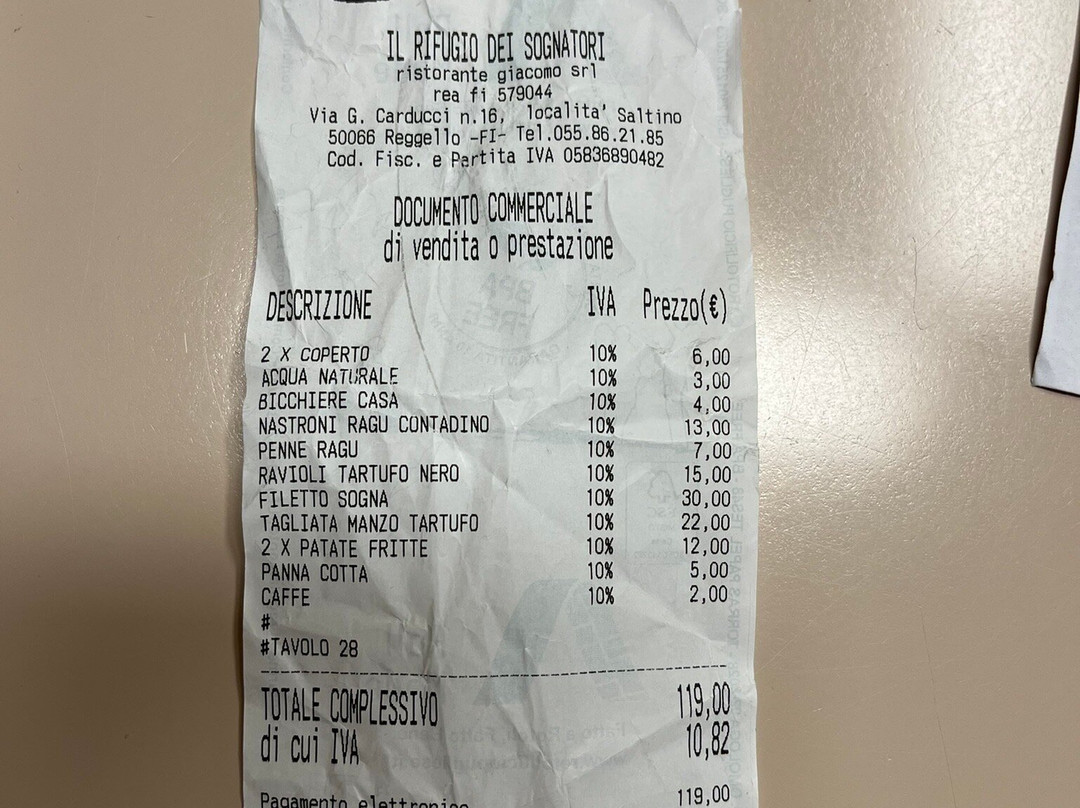 IL RIFUGIO DEI SOGNATORI
ristorante giacomo srl
rea fi 579044
Via G. Carducci n.16, localita' Saltino
50066 Reggello -FI- Tel.055.86.21.85
Cod. Fisc. e Partita IVA 05836890482
DOCUMENTO COMMERCIALE
di vendita o prestazione
DESCRIZIONE IVA Prezzo(€)
2 X COPERTO 10% 6,00
ACQUA NATURALE 10% 3,00
BICCHIERE CASA 10% 4,00
NASTRONI RAGU CONTADINO 10% 13,00
PENNE RAGU 10% 7,00
RAVIOLI TARTUFO NERO 10% 15,00
FILETTO SOGNA 10% 30,00
TAGLIATA MANZO TARTUFO 10% 22,00
2 X PATATE FRITTE 10% 12,00
PANNA COTTA 10% 5,00
CAFFE 10% 2,00
#
#TAVOLO 28
TOTALE COMPLESSIVO 119,00
di cui IVA 10,82
Pagamento elettronico 119,00